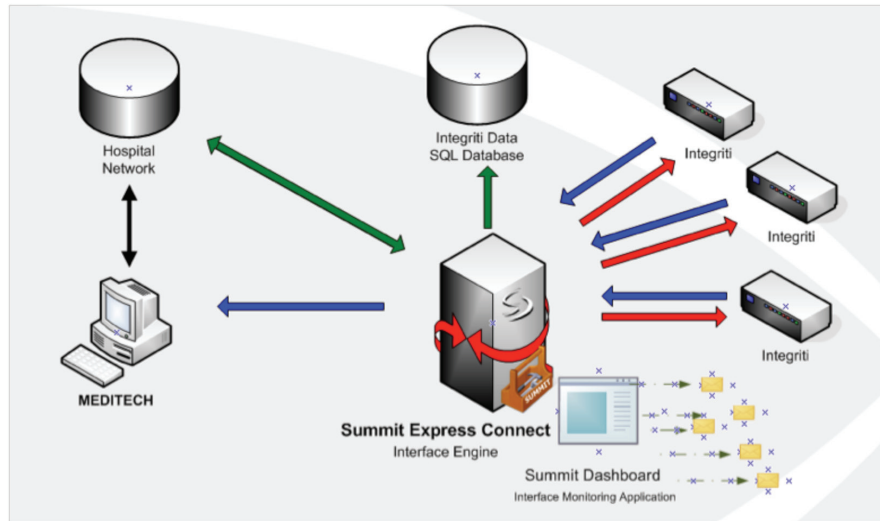 Hospital
Network
Integriti Data
SQL Database
Integriti
Integriti
Integriti
MEDITECH
SUMMIT
Summit Express Connect
Interface Engine
Summit Dashboard
Interface Monitoring Application